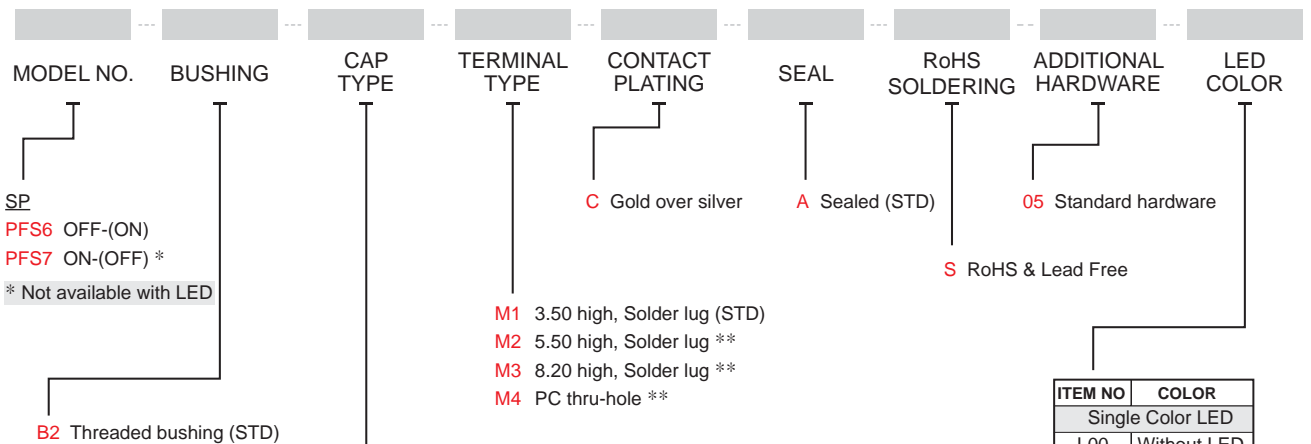 MODEL NO.
BUSHING
CAP
TYPE
TERMINAL
TYPE
CONTACT
PLATING
SEAL
RoHS
SOLDERING
ADDITIONAL
HARDWARE
LED
COLOR
SP
PFS6 OFF-(ON)
PFS7 ON-(OFF) *
* Not available with LED
C Gold over silver
A Sealed (STD)
05 Standard hardware
S RoHS & Lead Free
M1 3.50 high, Solder lug (STD)
M2 5.50 high, Solder lug **
M3 8.20 high, Solder lug **
M4 PC thru-hole **
B2 Threaded bushing (STD)
ITEM NO COLOR
Single Color LED
L00 Without LED